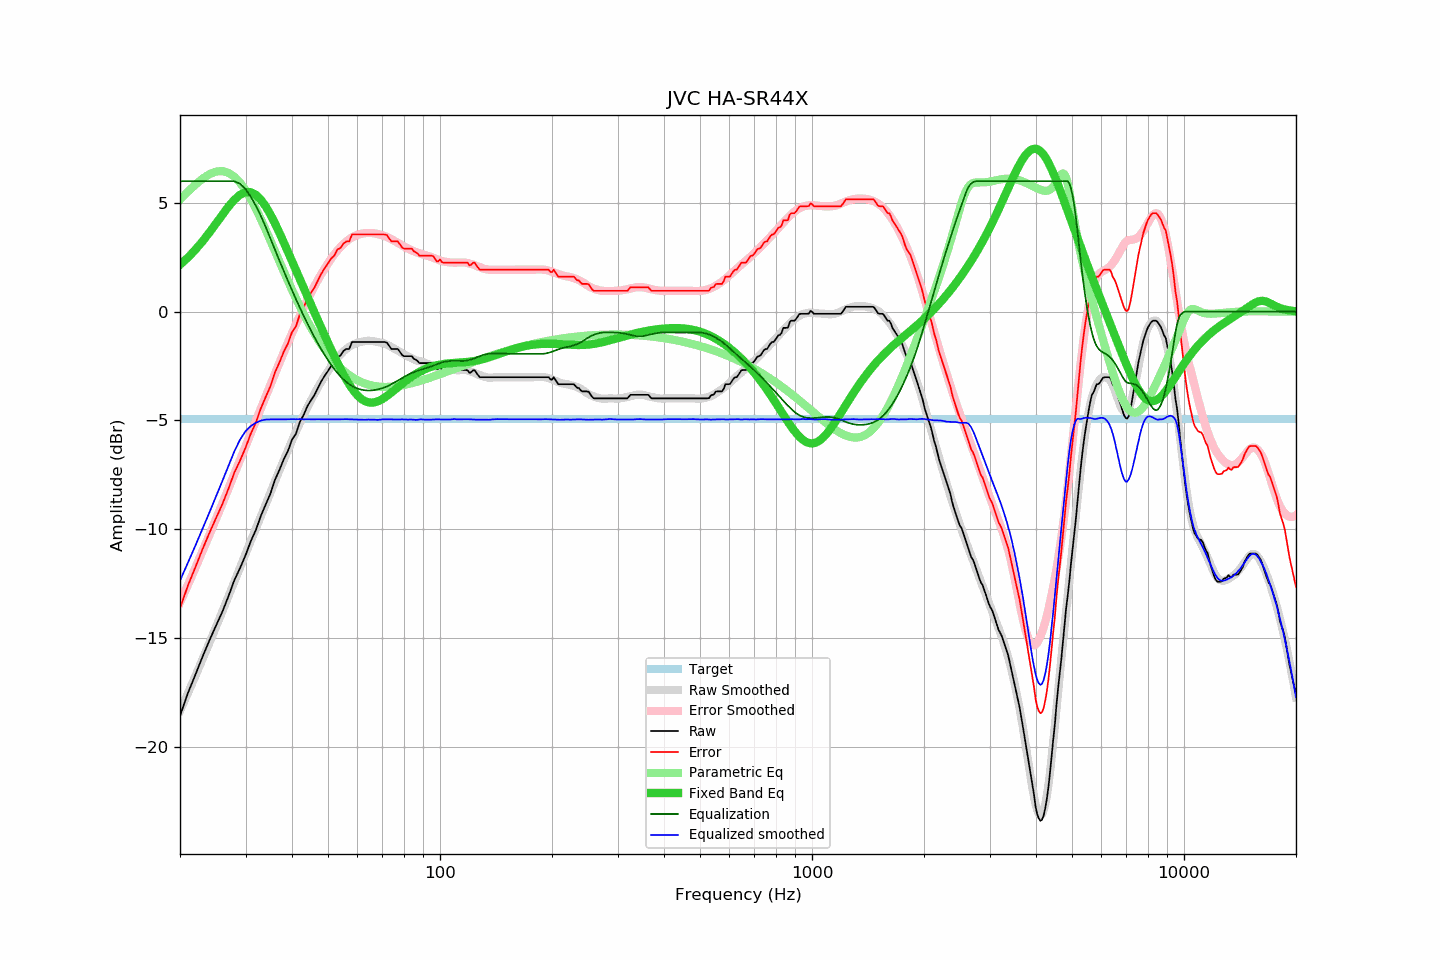 JVC HA-SR44X
5
0
−5
−10
−15
−20
Amplitude (dBr)
Target
Raw Smoothed
Error Smoothed
Raw
Error
Parametric Eq
Fixed Band Eq
Equalization
Equalized smoothed
100
1000
10000
Frequency (Hz)